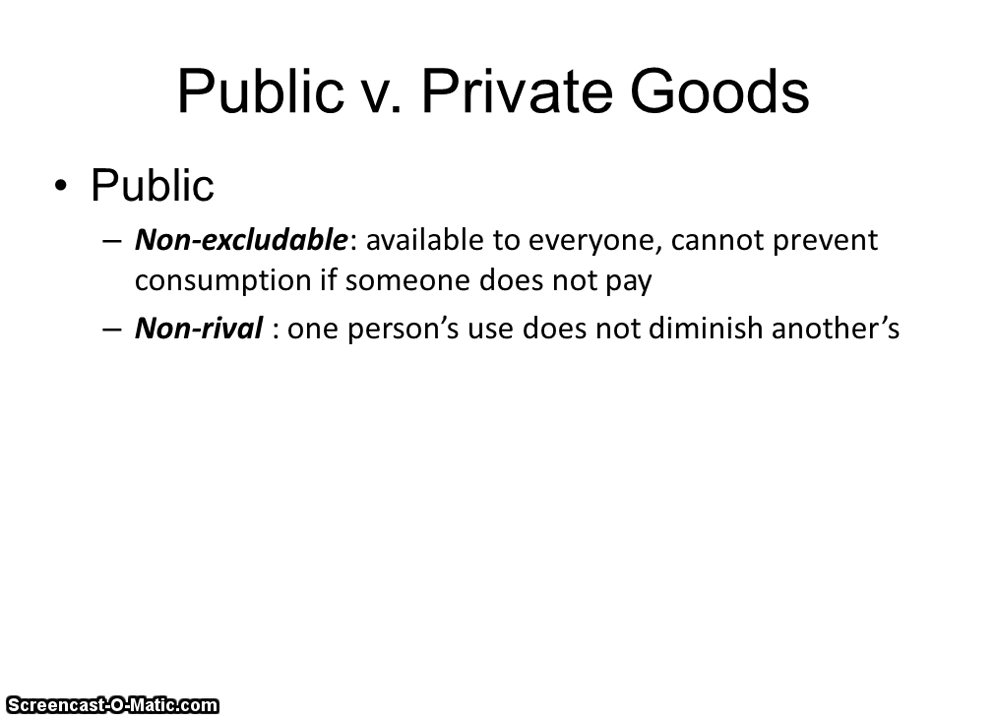 Public v. Private Goods
• Public
– Non-excludable: available to everyone, cannot prevent
consumption if someone does not pay
– Non-rival : one person’s use does not diminish another’s
Screencast-O-Matic.com